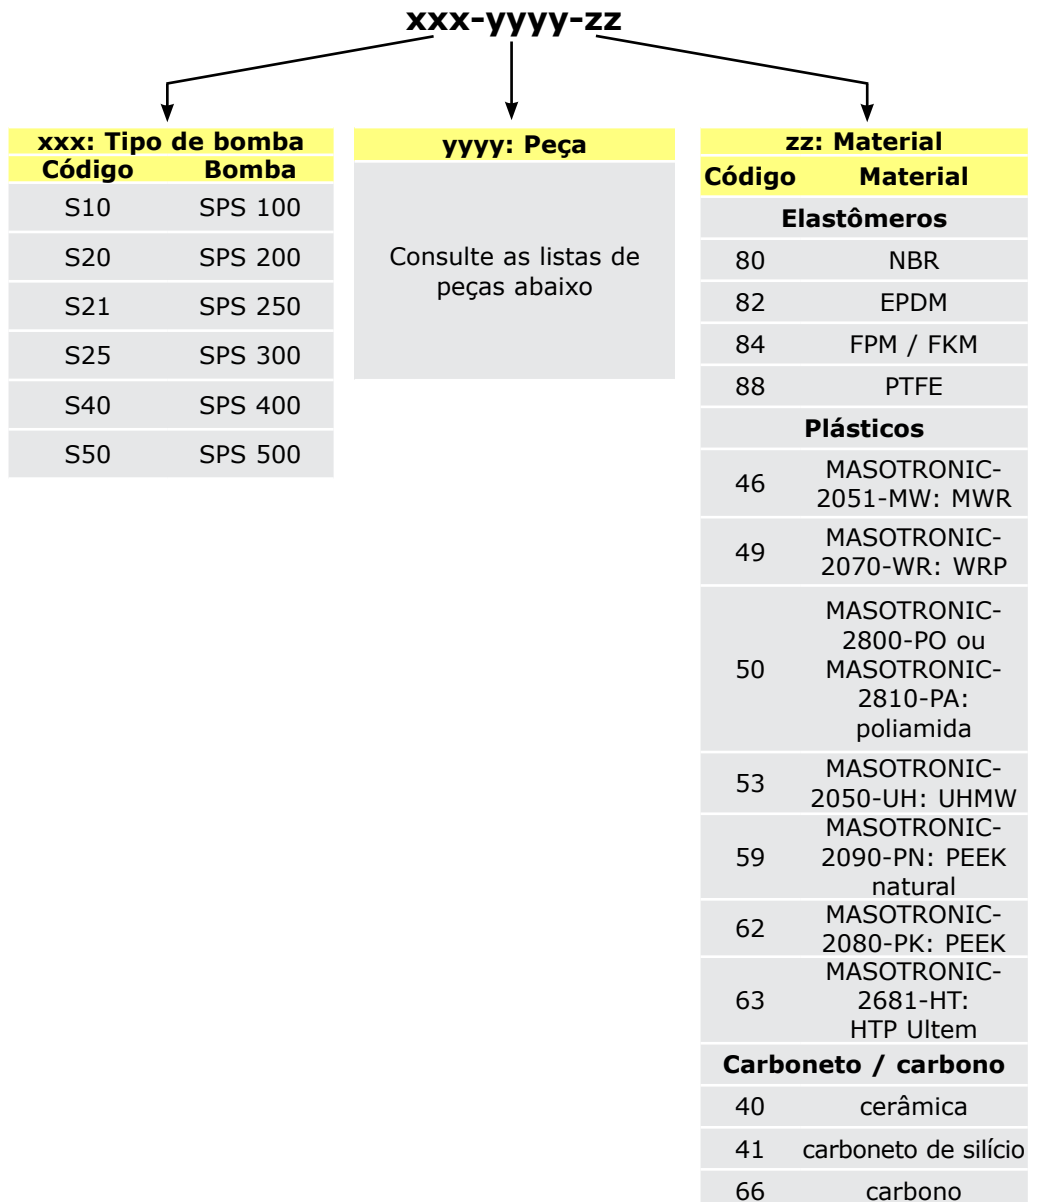 xxx-yyyy-zz
xxx: Tipo de bomba
Código Bomba
S10 SPS 100
S20 SPS 200
S21 SPS 250
S25 SPS 300
S40 SPS 400
S50 SPS 500
yyyy: Peça
Consulte as listas de
peças abaixo
zz: Material
Código Material
Elastômeros
80 NBR
82 EPDM
84 FPM / FKM
88 PTFE
Plásticos
46 MASOTRONIC-
2051-MW: MWR
49 MASOTRONIC-
2070-WR: WRP
MASOTRONIC-
2800-PO ou
50 MASOTRONIC-
2810-PA:
poliamida
53 MASOTRONIC-
2050-UH: UHMW
MASOTRONIC-
59 2090-PN: PEEK
natural
62 MASOTRONIC-
2080-PK: PEEK
MASOTRONIC-
63 2681-HT:
HTP Ultem
Carboneto / carbono
40 cerâmica
41 carboneto de silício
66 carbono